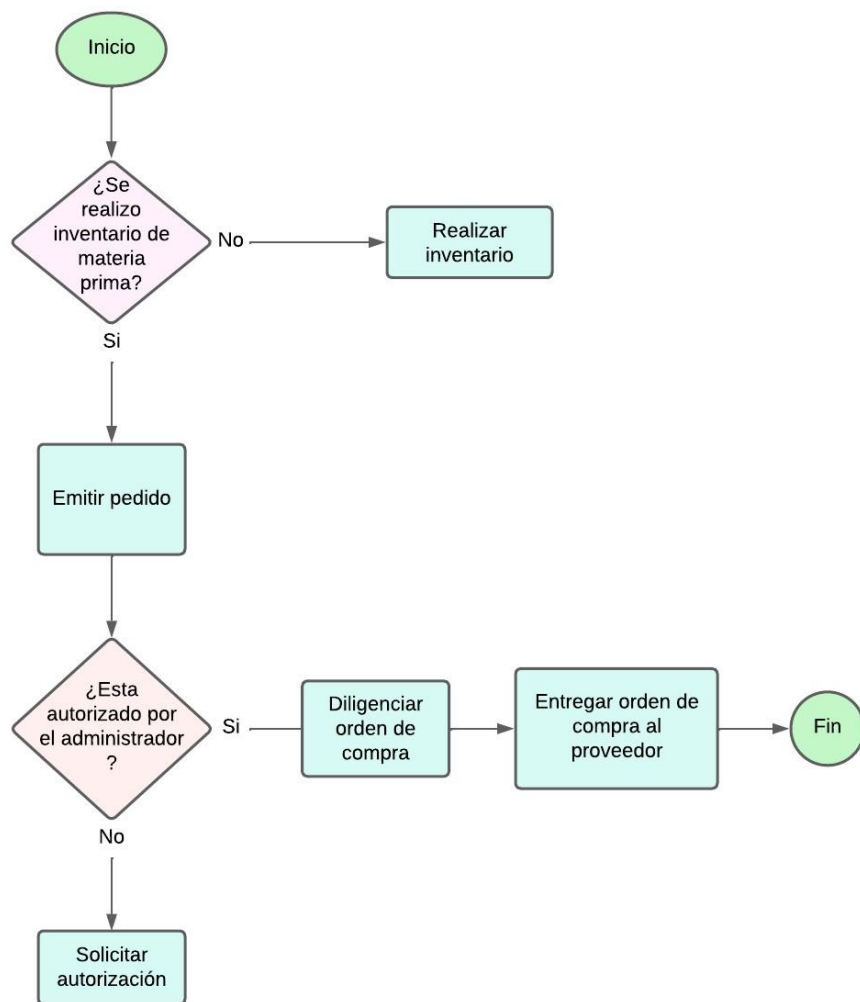 Inicio
¿Se
realizo
inventario de
materia
prima?
No
Realizar
inventario
Si
Emitir pedido
¿Esta
autorizado por
el administrador
?
Si
Diligenciar
orden de
compra
Entregar orden de
compra al
proveedor
Fin
No
Solicitar
autorización